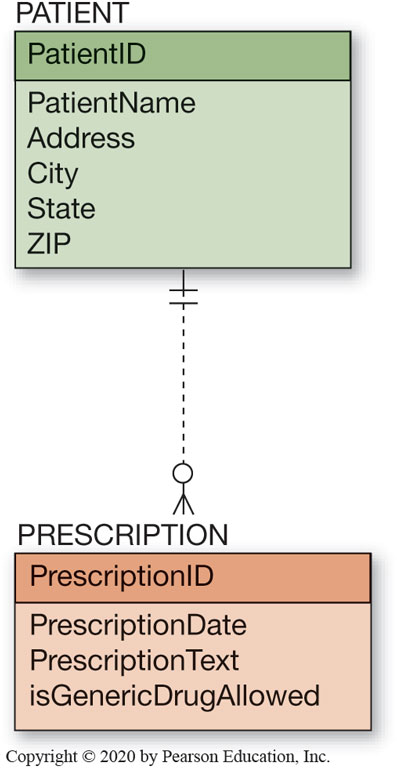 PATIENT
PatientID
PatientName
Address
City
State
ZIP
PRESCRIPTION
PrescriptionID
PrescriptionDate
PrescriptionText
isGenericDrugAllowed
Copyright © 2020 by Pearson Education, Inc.